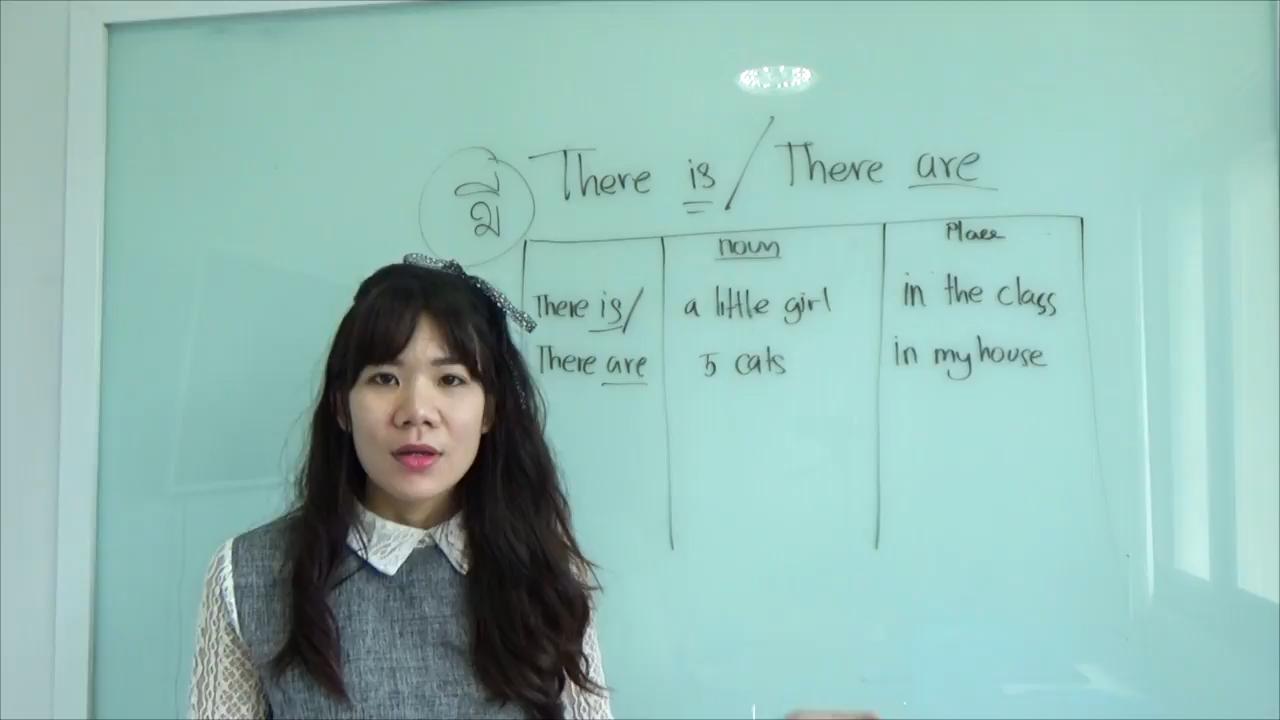 มี There is / There are
noun Place
There is/ a little girl in the class
There are 5 cats in my house